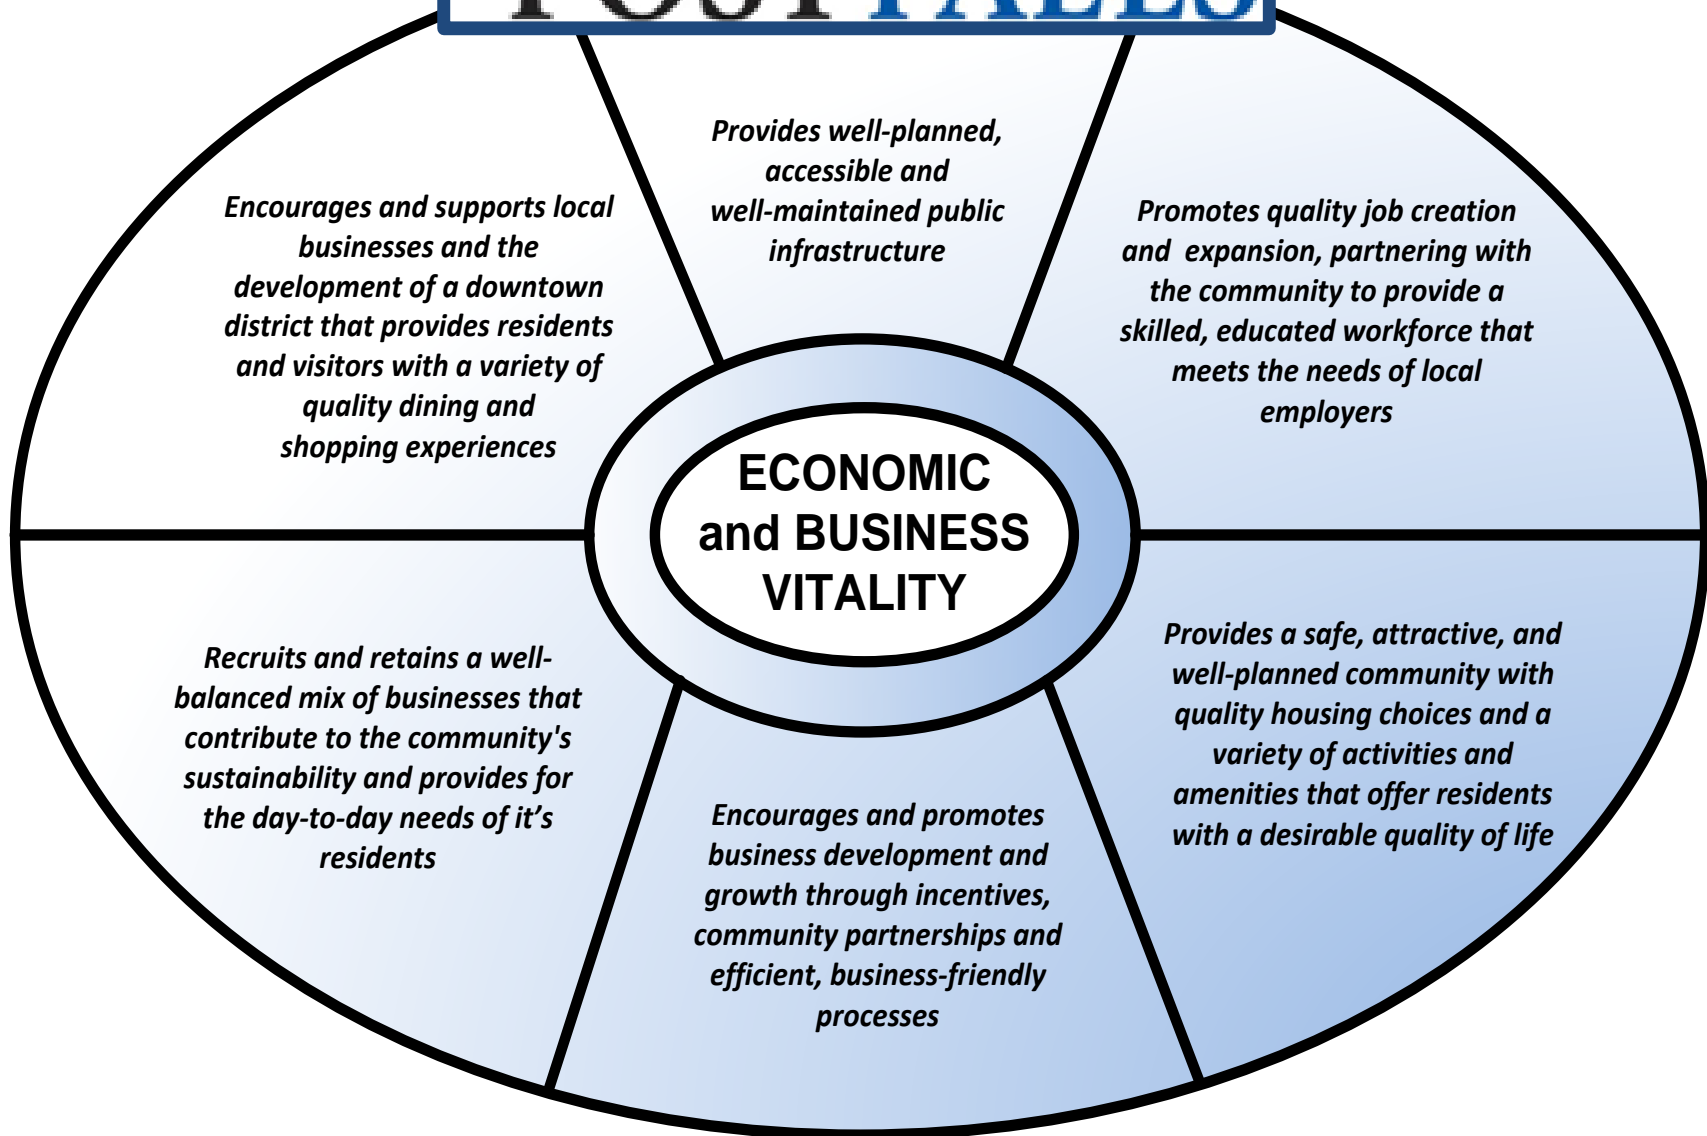 POST FALLS
Provides well-planned,
accessible and
well-maintained public
infrastructure
Encourages and supports local
businesses and the
development of a downtown
district that provides residents
and visitors with a variety of
quality dining and
shopping experiences
Promotes quality job creation
and  expansion, partnering with
the community to provide a
skilled, educated workforce that
meets the needs of local
employers
ECONOMIC
and BUSINESS
VITALITY
Recruits and retains a well-
balanced mix of businesses that
contribute to the community's
sustainability and provides for
the day-to-day needs of it’s
residents
Encourages and promotes
business development and
growth through incentives,
community partnerships and
efficient, business-friendly
processes
Provides a safe, attractive, and
well-planned community with
quality housing choices and a
variety of activities and
amenities that offer residents
with a desirable quality of life